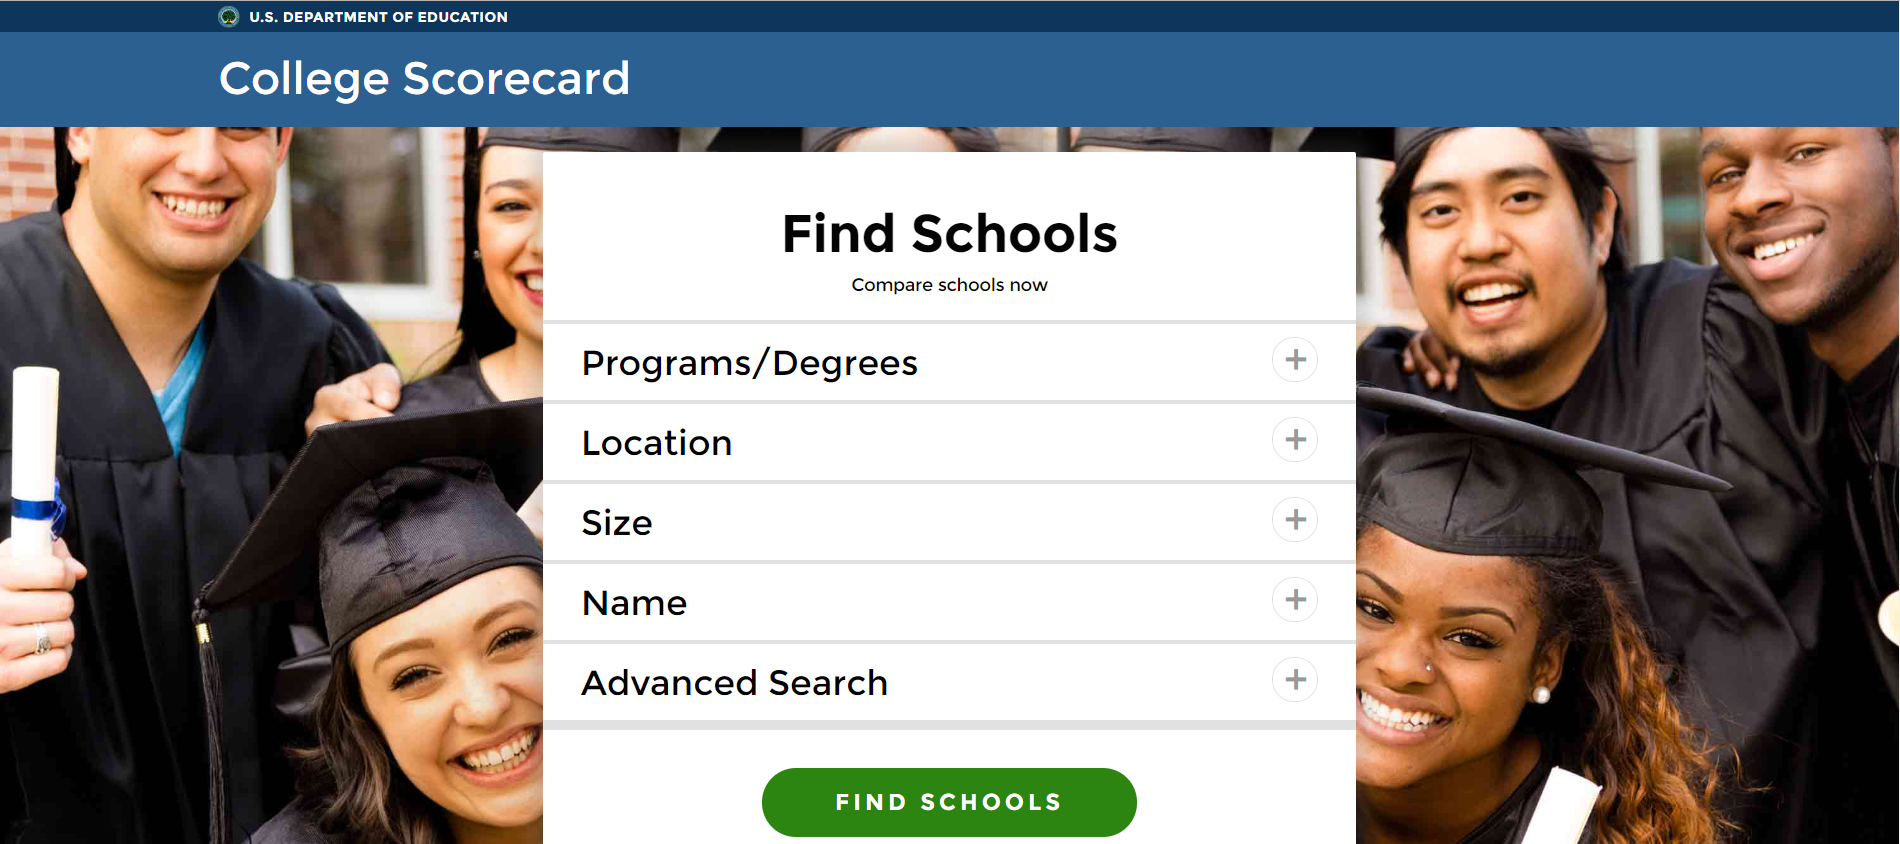 U.S. DEPARTMENT OF EDUCATION
College Scorecard
Find Schools
Compare schools now
Programs/Degrees
Location
Size
Name
Advanced Search
FIND SCHOOLS